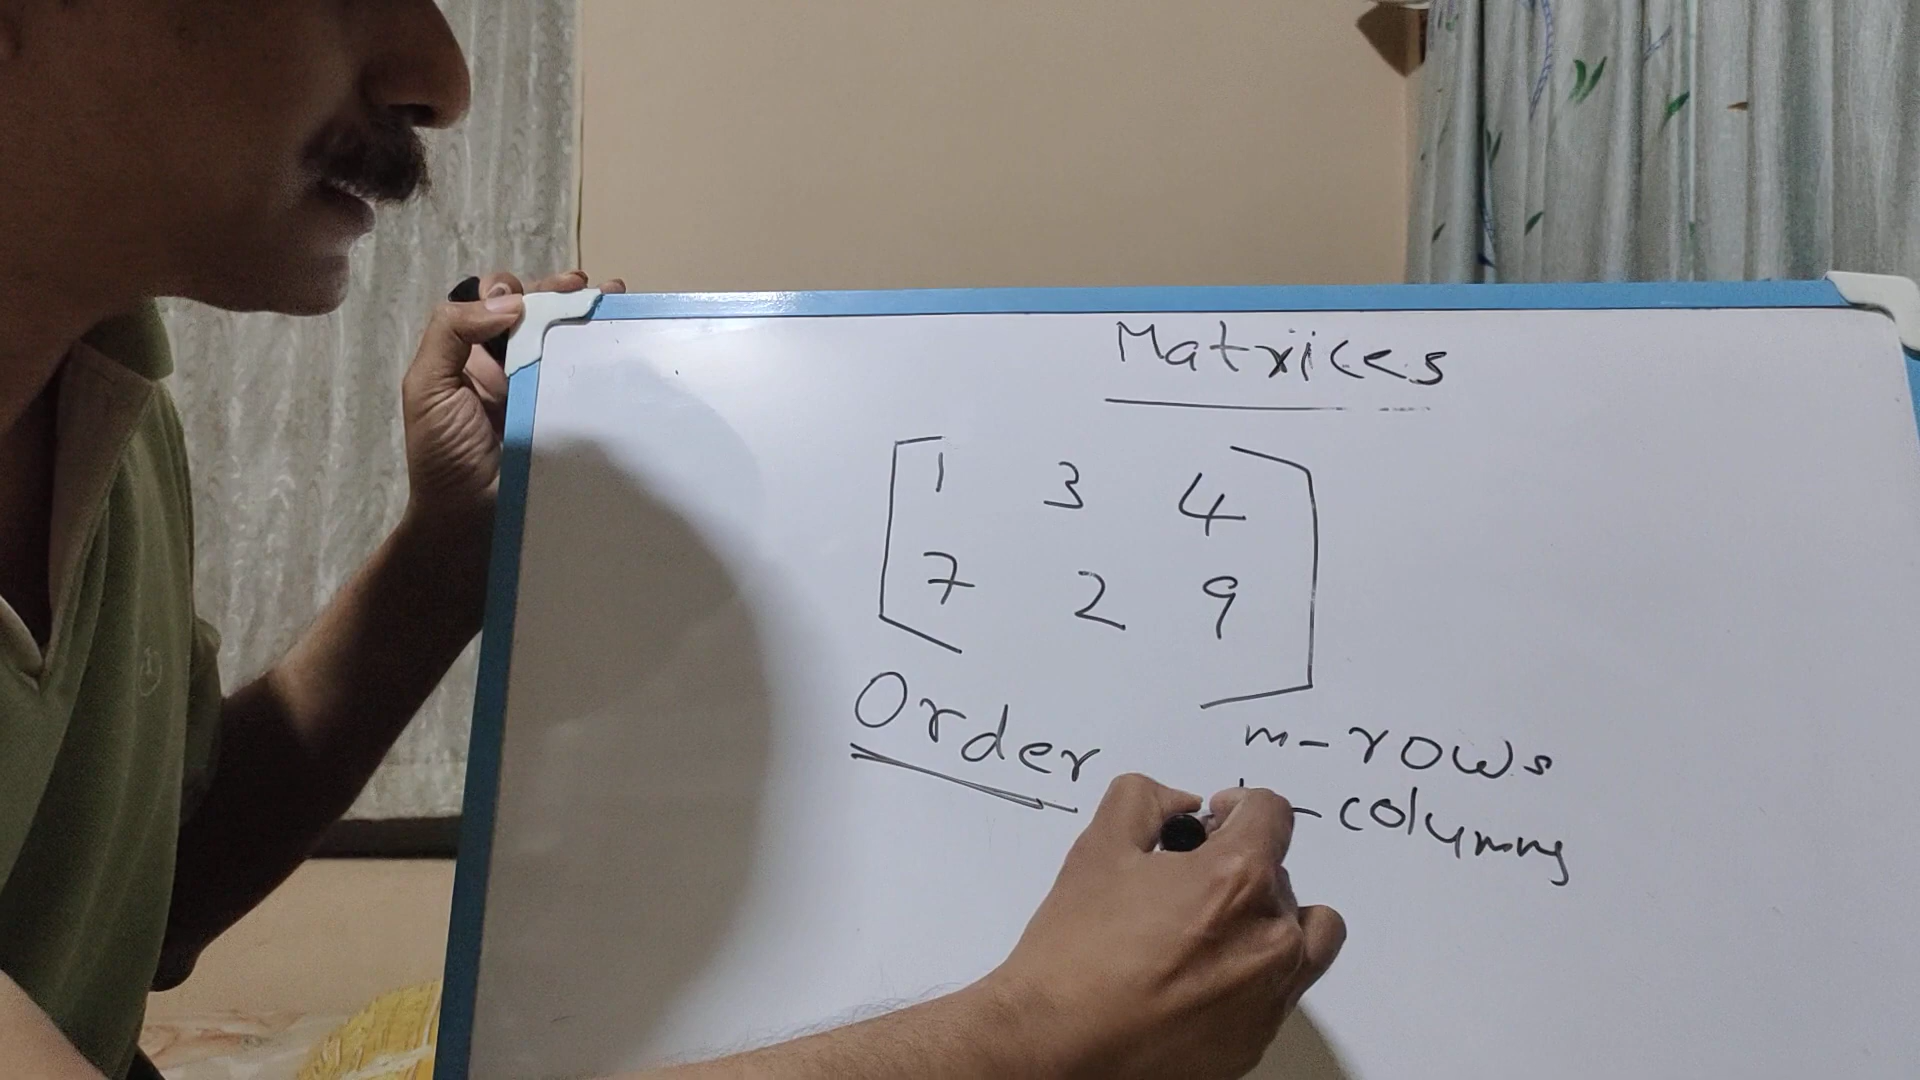 Matrices
1 3 4
7 2 9
Order
m-rows
-columns